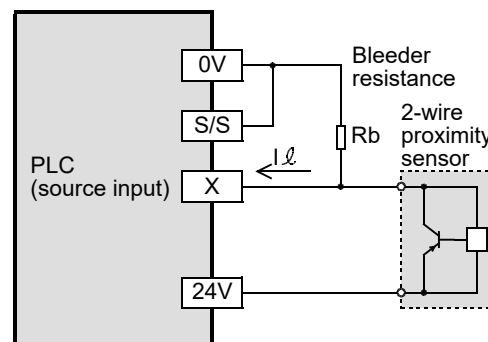 0V
S/S
PLC
(source input)
X
24V
Iℓ
Rb
Bleeder
resistance
2-wire
proximity
sensor